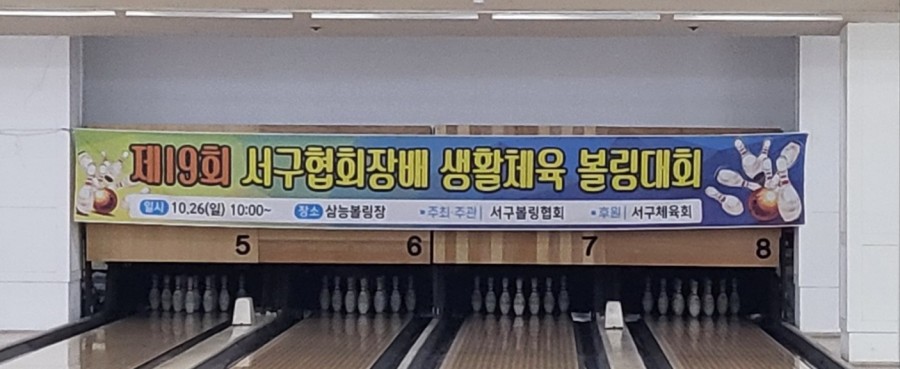 제19회 서구협회장배 생활체육 볼링대회
일시 10.26(일) 10:00~ 장소 삼능볼링장 •주최·주관| 서구볼링협회 •후원| 서구체육회
5 6 7 8